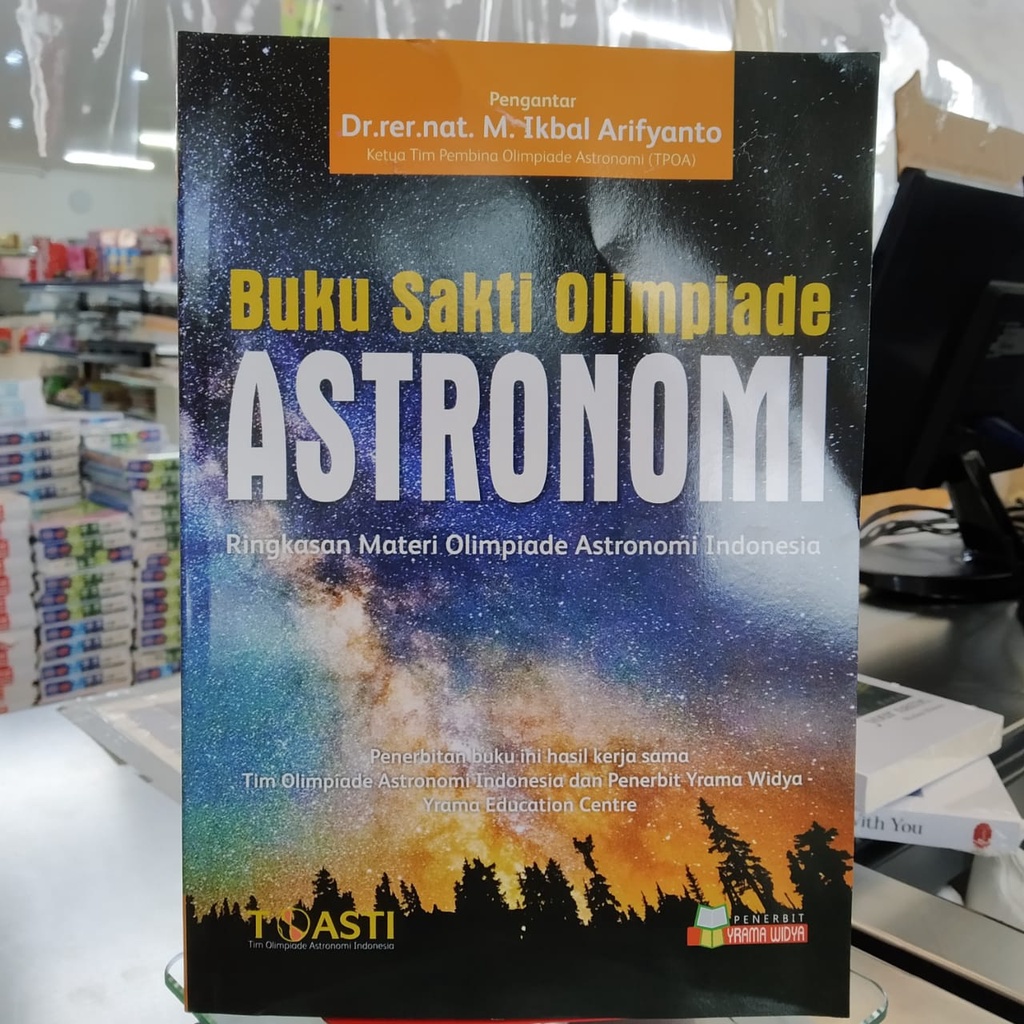 Pengantar
Dr.rer.nat. M. Ikbal Arifyanto
Ketua Tim Pembina Olimpiade Astronomi (TPOA)
Buku Sakti Olimpiade
ASTRONOMI
Ringkasan Materi Olimpiade Astronomi Indonesia
Penerbitan buku ini hasil kerja sama
Tim Olimpiade Astronomi Indonesia dan Penerbit Yrama Widya -
Yrama Education Centre
TOASTI
Tim Olimpiade Astronomi Indonesia
PENERBIT
YRAMA WIDYA
With You